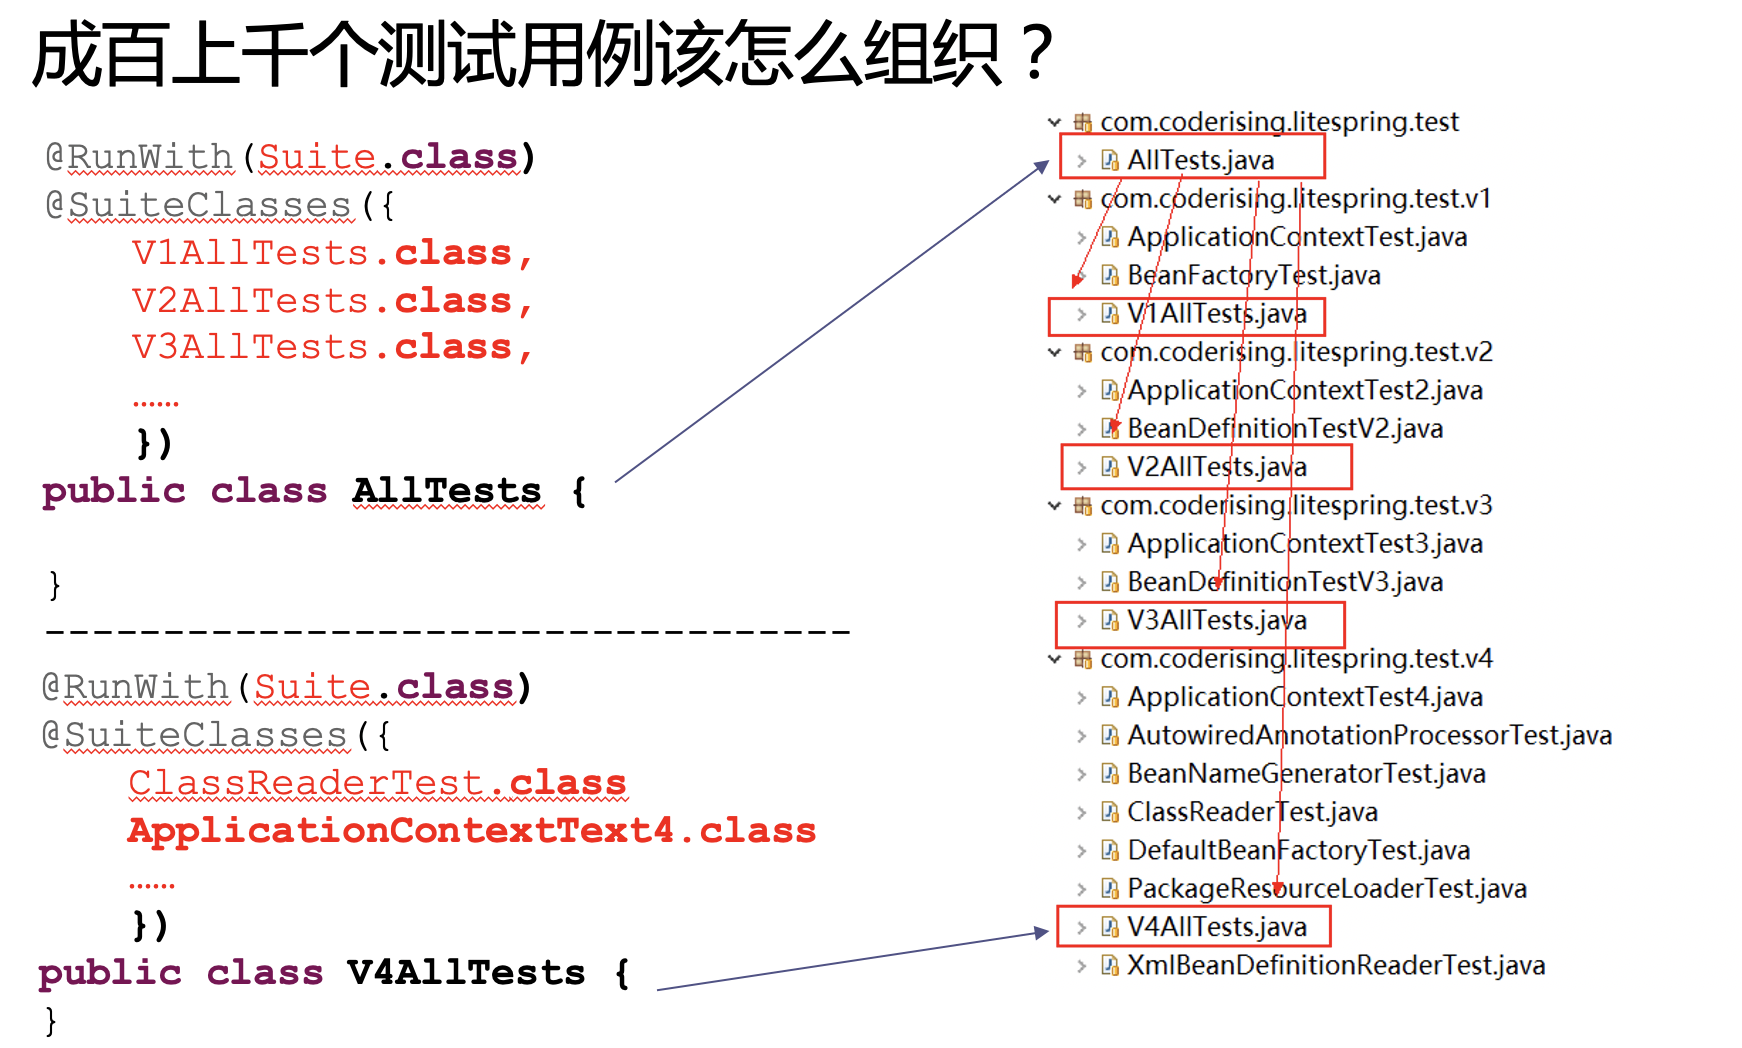 成百上千个测试用例该怎么组织？
@RunWith(Suite.class)
@SuiteClasses({
V1AllTests.class,
V2AllTests.class,
V3AllTests.class,
……
})
public class AllTests {
}
----------------------------------
@RunWith(Suite.class)
@SuiteClasses({
ClassReaderTest.class
ApplicationContextText4.class
……
})
public class V4AllTests {
}
com.coderising.litespring.test
AllTests.java
com.coderising.litespring.test.v1
ApplicationContextTest.java
BeanFactoryTest.java
V1AllTests.java
com.coderising.litespring.test.v2
ApplicationContextTest2.java
BeanDefinitionTestV2.java
V2AllTests.java
com.coderising.litespring.test.v3
ApplicationContextTest3.java
BeanDefinitionTestV3.java
V3AllTests.java
com.coderising.litespring.test.v4
ApplicationContextTest4.java
AutowiredAnnotationProcessorTest.java
BeanNameGeneratorTest.java
ClassReaderTest.java
DefaultBeanFactoryTest.java
PackageResourceLoaderTest.java
V4AllTests.java
XmlBeanDefinitionReaderTest.java